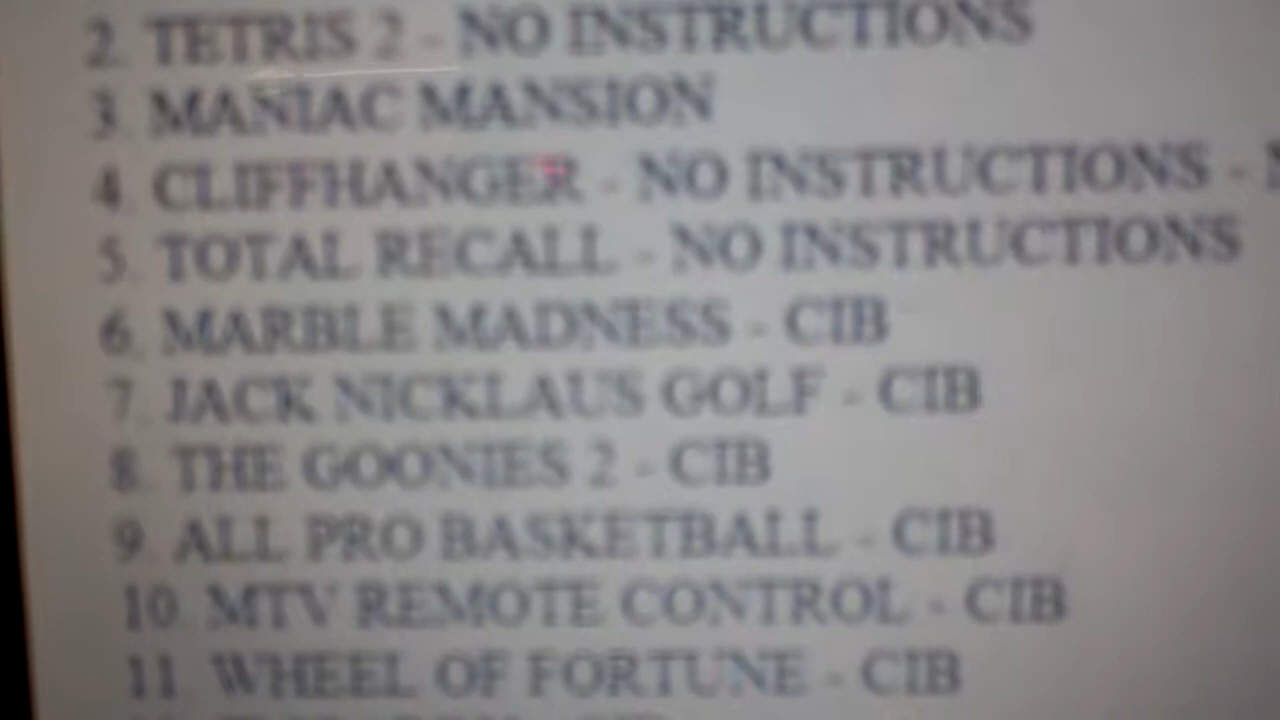 2. TETRIS 2 - NO INSTRUCTIONS
3. MANIAC MANSION
4. CLIFFHANGER - NO INSTRUCTIONS -
5. TOTAL RECALL - NO INSTRUCTIONS
6. MARBLE MADNESS - CIB
7. JACK NICKLAUS GOLF - CIB
8. THE GOONIES 2 - CIB
9. ALL PRO BASKETBALL - CIB
10. MTV REMOTE CONTROL - CIB
11. WHEEL OF FORTUNE - CIB